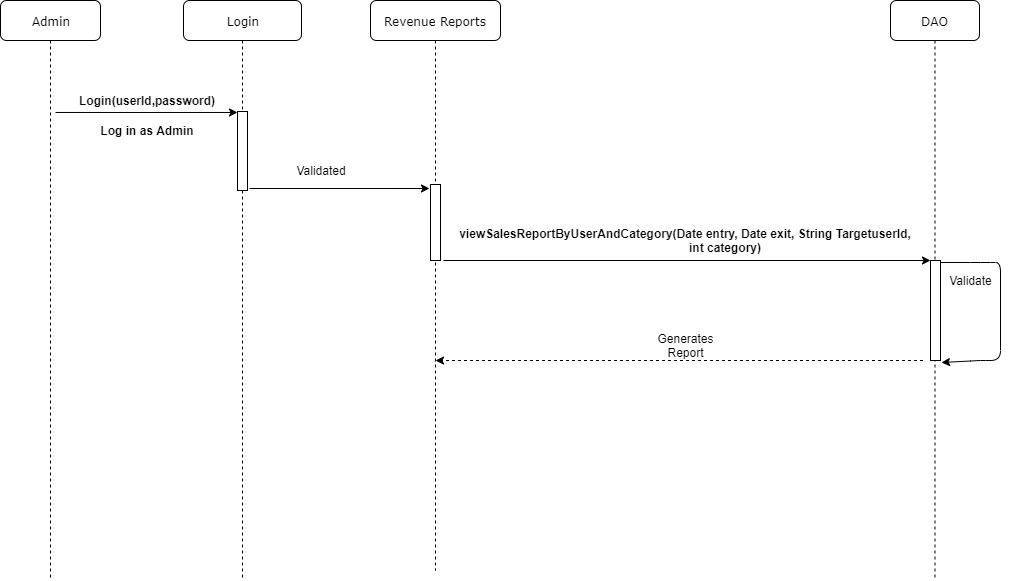 Admin
Login
Revenue Reports
DAO
Login(userId,password)
Log in as Admin
Validated
viewSalesReportByUserAndCategory(Date entry, Date exit, String TargetuserId,
int category)
Validate
Generates
Report